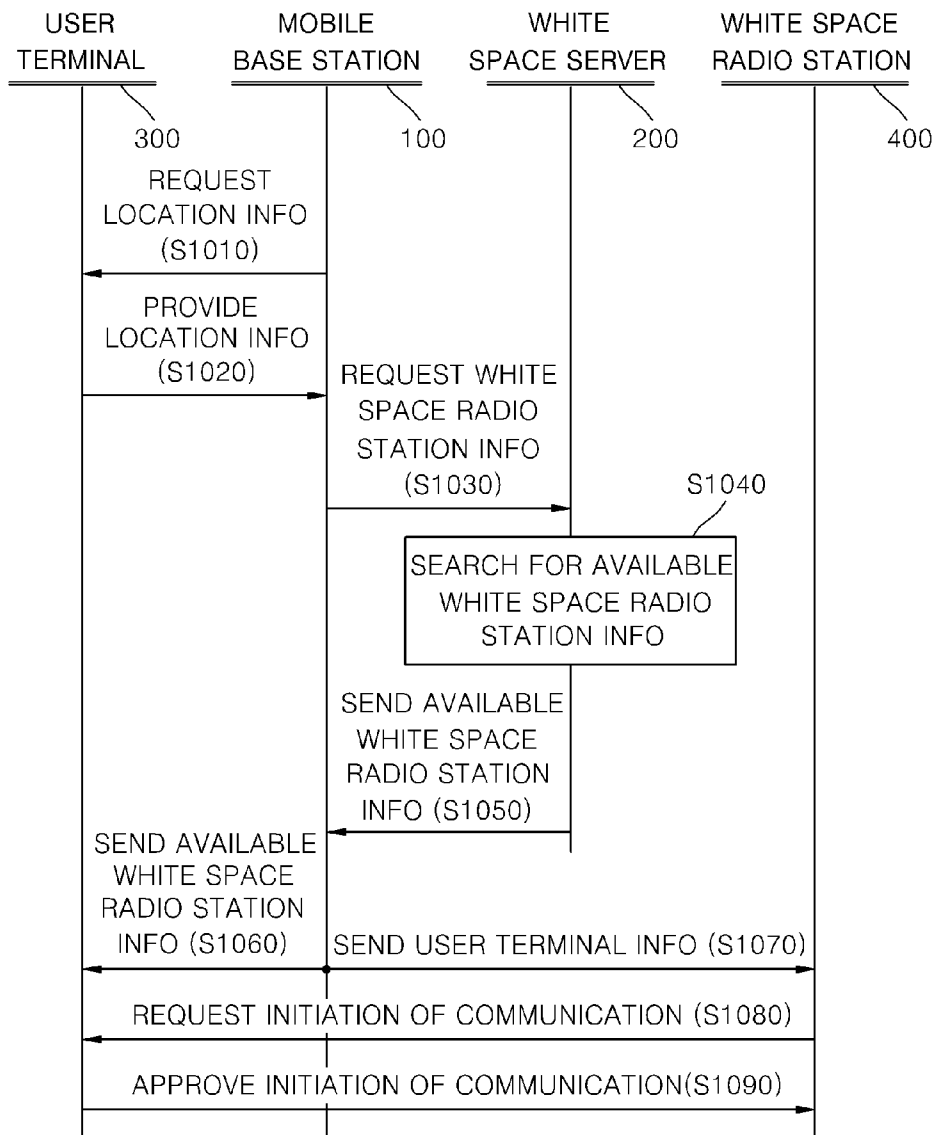 USER
TERMINAL
MOBILE
BASE STATION
WHITE
SPACE SERVER
WHITE SPACE
RADIO STATION
300
100
200
400
REQUEST
LOCATION INFO
(S1010)
PROVIDE
LOCATION INFO
(S1020)
REQUEST WHITE
SPACE RADIO
STATION INFO
(S1030)
S1040
SEARCH FOR AVAILABLE
WHITE SPACE RADIO
STATION INFO
SEND AVAILABLE
WHITE SPACE
RADIO STATION
INFO (S1050)
SEND AVAILABLE
WHITE SPACE
RADIO STATION
INFO (S1060)
SEND USER TERMINAL INFO (S1070)
REQUEST INITIATION OF COMMUNICATION (S1080)
APPROVE INITIATION OF COMMUNICATION(S1090)